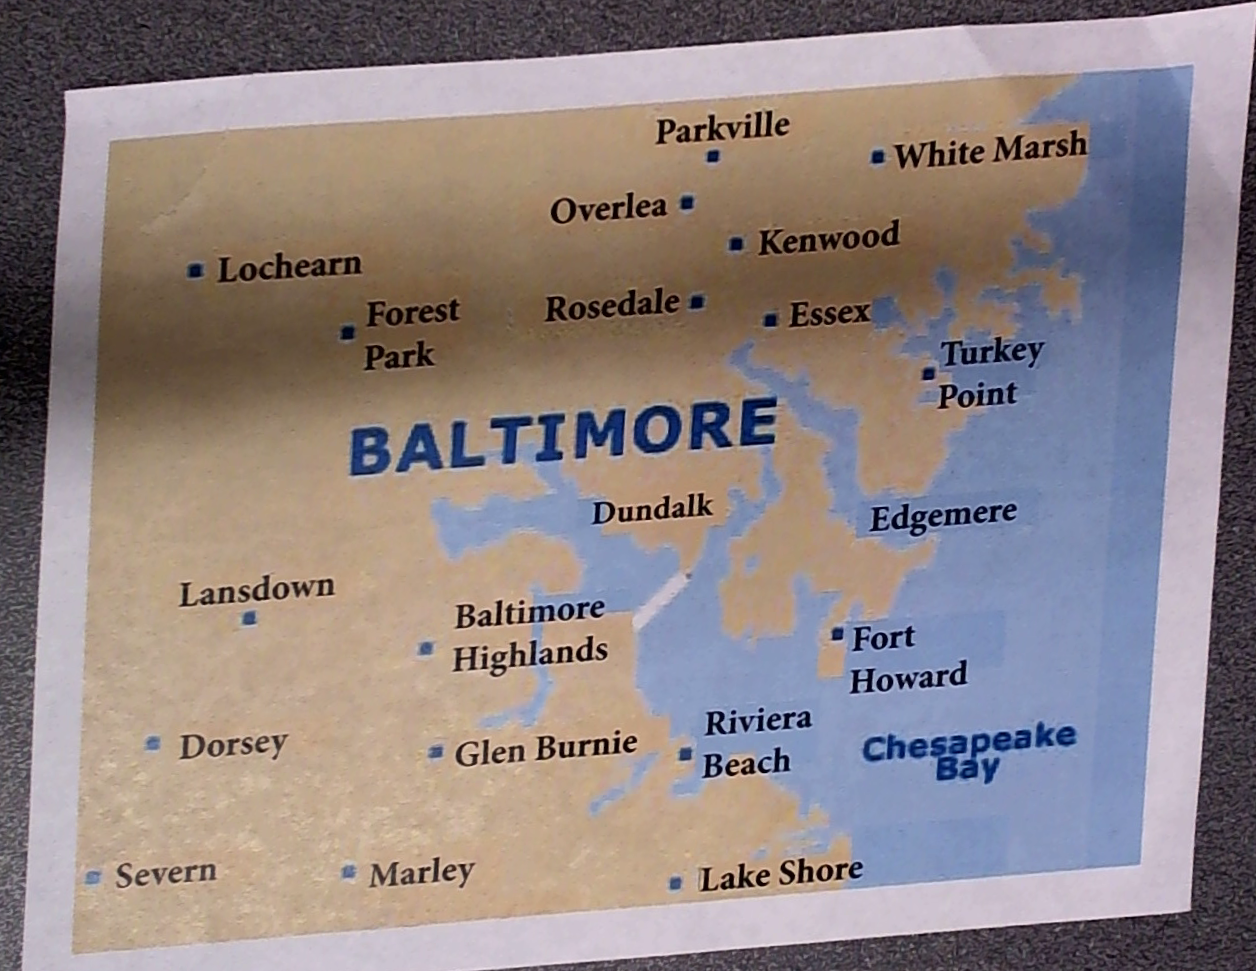 Parkville
White Marsh
Overlea
Kenwood
Lochearn
Forest
Park
Rosedale
Essex
Turkey
Point
BALTIMORE
Dundalk
Edgemere
Lansdown
Baltimore
Highlands
Fort
Howard
Dorsey
Glen Burnie
Riviera
Beach
Chesapeake
Bay
Severn
Marley
Lake Shore